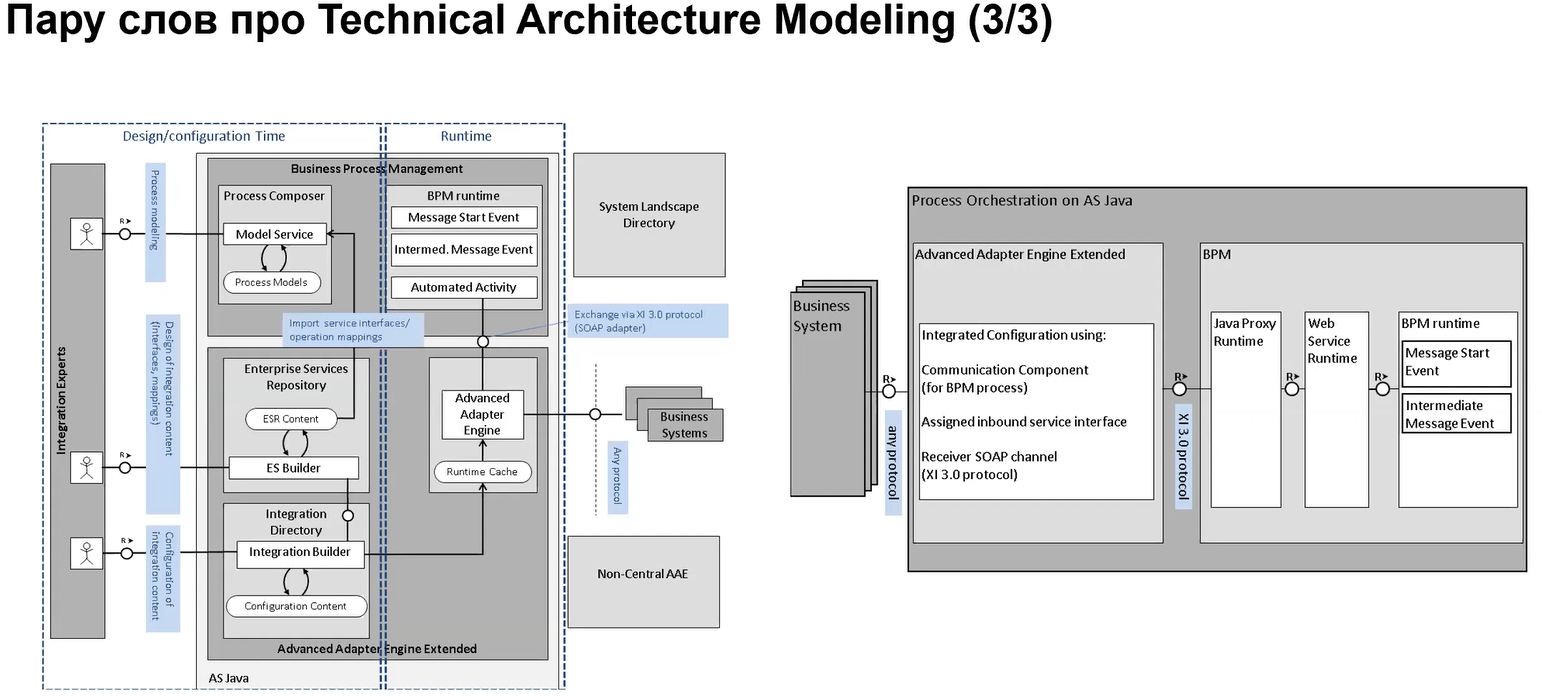 Пару слов про Technical Architecture Modeling (3/3)
Design/configuration Time
Runtime
Integration Experts
R
Process modeling
R
Design of integration content
(interfaces, mappings)
R
Configuration of
integration content
Business Process Management
Process Composer
Model Service
Process Models
BPM runtime
Message Start Event
Intermed. Message Event
Automated Activity
Import service interfaces/
operation mappings
Exchange via XI 3.0 protocol
(SOAP adapter)
Enterprise Services
Repository
ESR Content
ES Builder
Integration
Directory
Integration Builder
Configuration Content
Advanced
Adapter
Engine
Runtime Cache
Advanced Adapter Engine Extended
AS Java
System Landscape
Directory
Business
Systems
Any protocol
Non-Central AAE
Business
System
R
any protocol
Process Orchestration on AS Java
Advanced Adapter Engine Extended
Integrated Configuration using:
Communication Component
(for BPM process)
Assigned inbound service interface
Receiver SOAP channel
(XI 3.0 protocol)
R
XI 3.0 protocol
BPM
Java Proxy
Runtime
R
Web
Service
Runtime
R
BPM runtime
Message Start
Event
Intermediate
Message Event